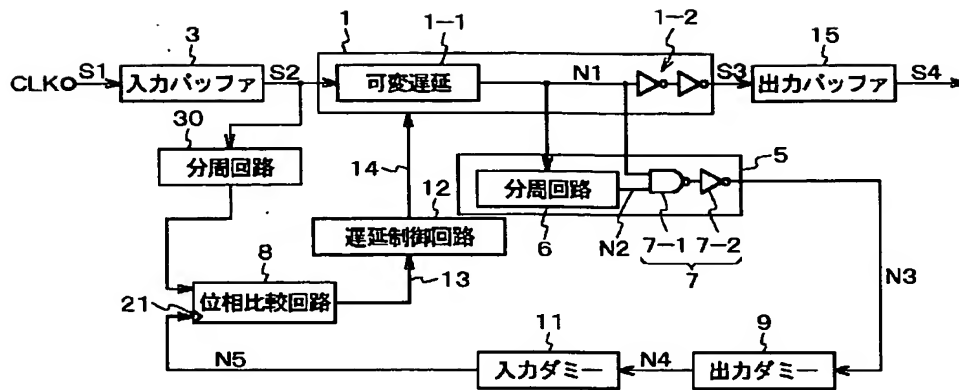 1
1-1
1-2
3
15
CLK
S1
入力バッファ
S2
可変遅延
N1
S3
出力バッファ
S4
30
分周回路
14
5
分周回路
6
N2
7-1
7-2
7
12
遅延制御回路
13
8
21
位相比較回路
N3
11
9
N5
入力ダミー
N4
出力ダミー